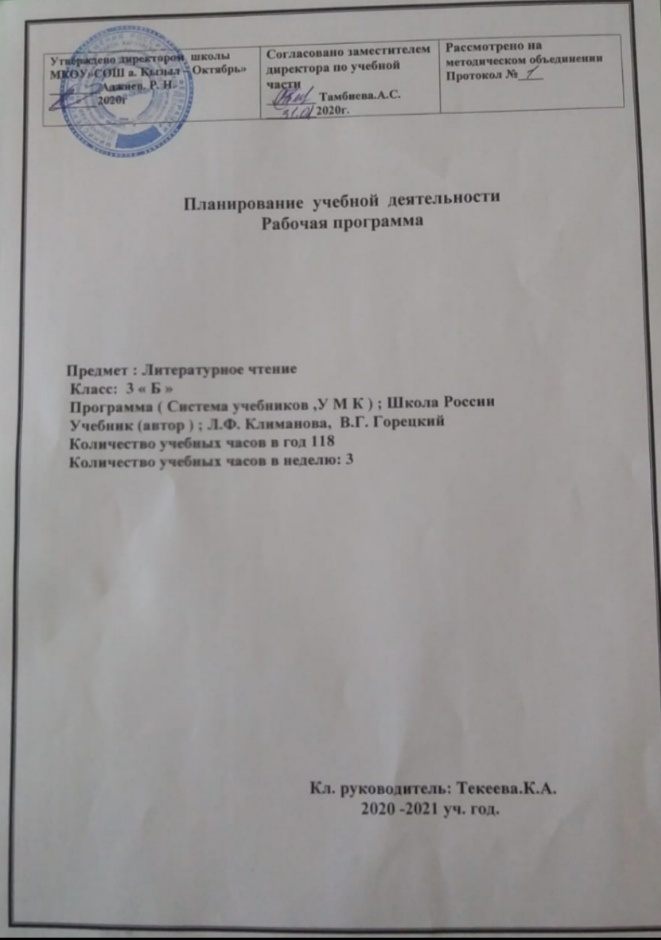 Утверждено директором школы
МКОУ«СОШ а. Кызыл – Октябрь»
Аджиев. Р. Н.
2020г
Согласовано заместителем
директора по учебной
части
Тамбиева.А.С.
31.08 2020г.
Рассмотрено на
методическом объединении
Протокол № 1
Планирование учебной деятельности
Рабочая программа
Предмет : Литературное чтение
Класс: 3 « Б »
Программа ( Система учебников ,У М К ) ; Школа России
Учебник (автор ) ; Л.Ф. Климанова, В.Г. Горецкий
Количество учебных часов в год 118
Количество учебных часов в неделю: 3
Кл. руководитель: Текеева.К.А.
2020 -2021 уч. год.